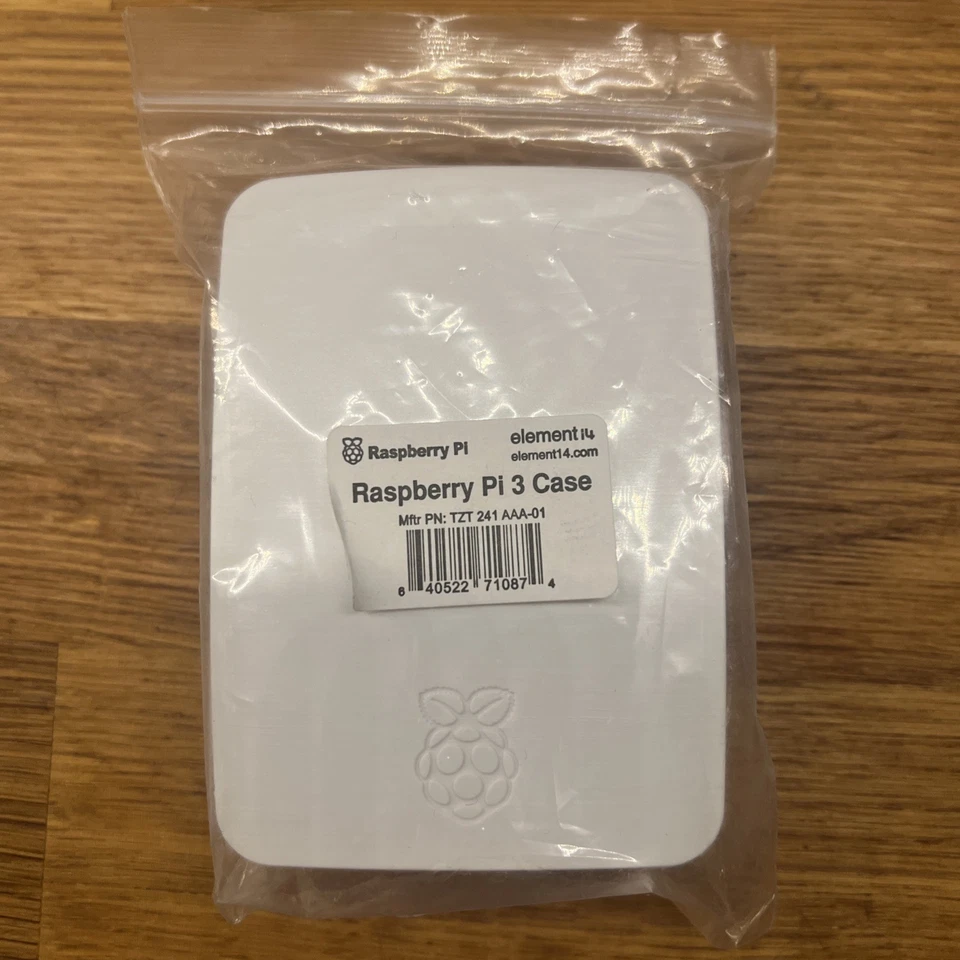 Raspberry Pi
element14
element14.com
Raspberry Pi 3 Case
Mftr PN: TZT 241 AAA-01
6 40522 71087 4